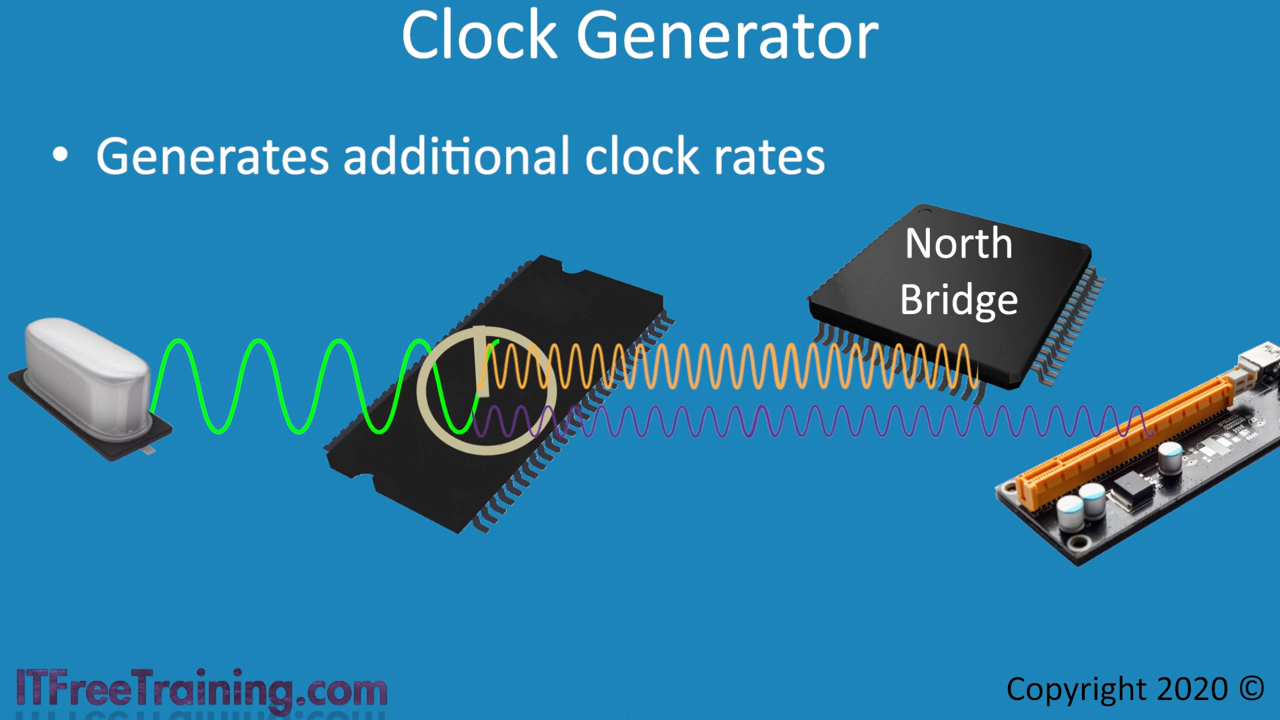 Clock Generator
• Generates additional clock rates
North
Bridge
ITFreeTraining.com
Copyright 2020 ©